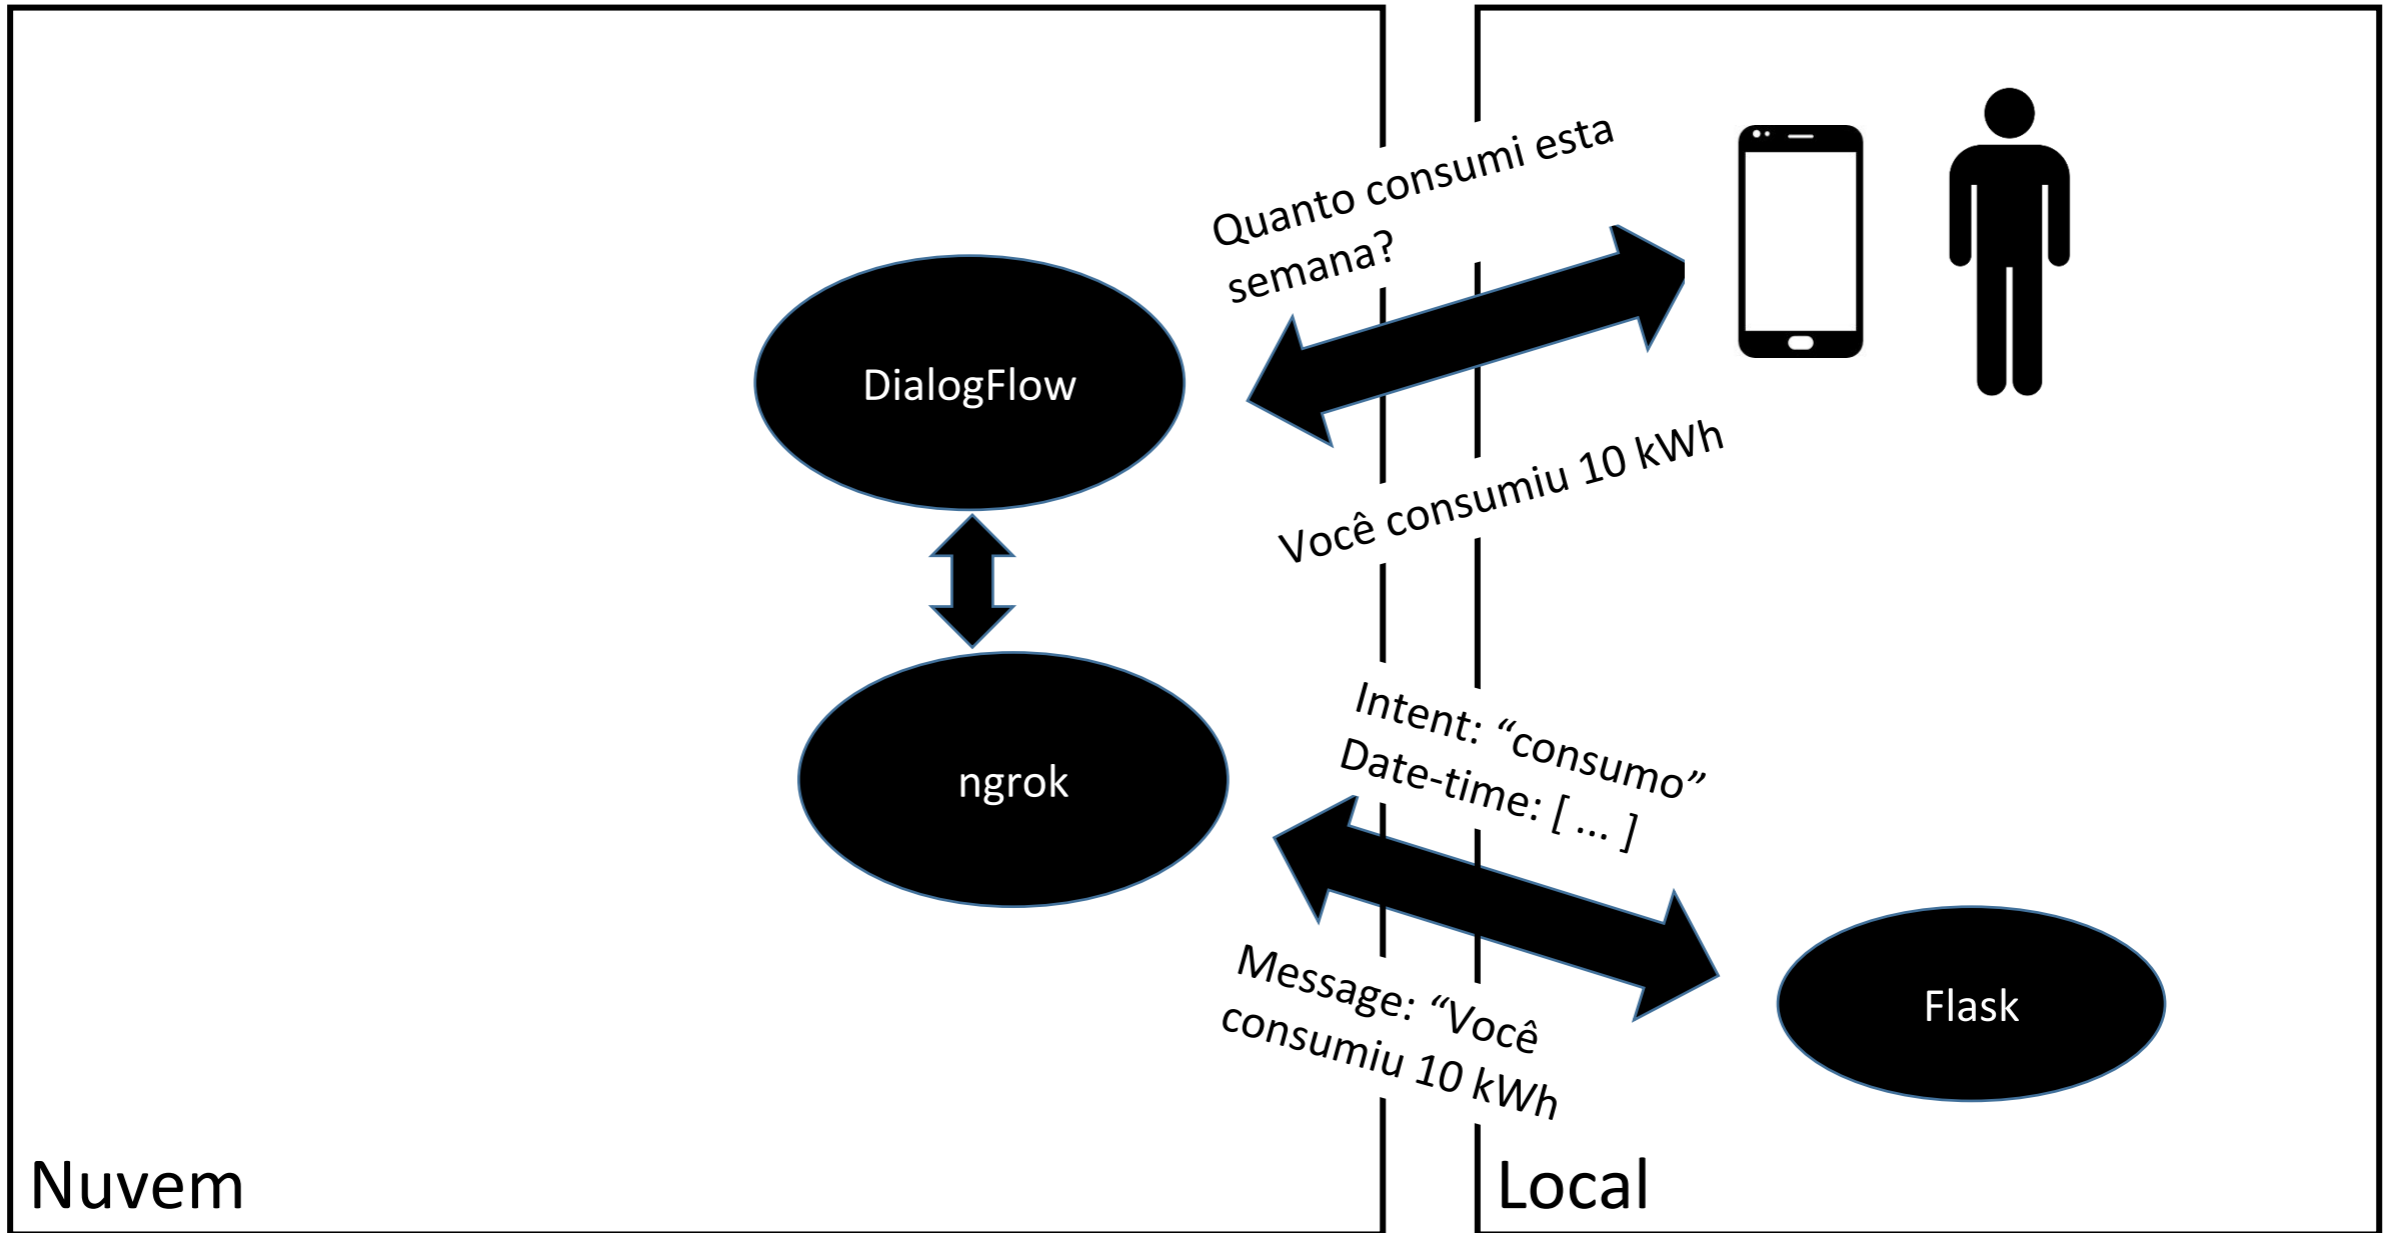 Quanto consumi esta
semana?
DialogFlow
Você consumiu 10 kWh
Intent: “consumo”
Date-time: [ ... ]
ngrok
Message: “Você
consumiu 10 kWh
Flask
Nuvem
Local